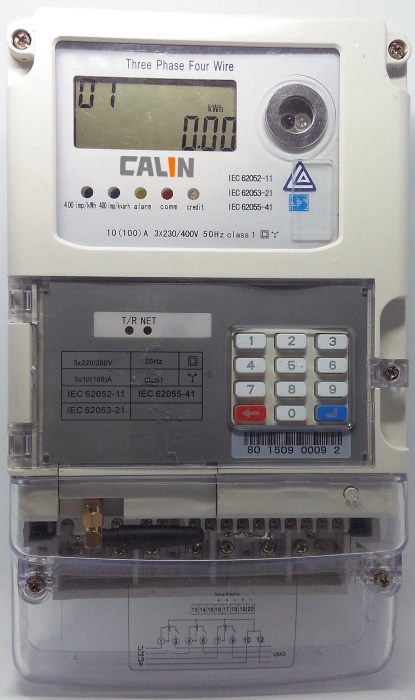 Three Phase Four Wire
01
kWh
0.00
CALIN
IEC 62052-11
IEC 62053-21
IEC 62055-41
400 imp/kWh 400 imp/kvarh alarm comm credit
10(100)A 3X230/400V 50Hz class 1
T/R NET
3x220/380V 50Hz
3x10(100)A Class1
IEC 62052-11 IEC 62055-41
IEC 62053-21
1 2 3
4 5 6
7 8 9
0
80 1509 0009 2
13 14 15 16 17 18 19 20
LOAD